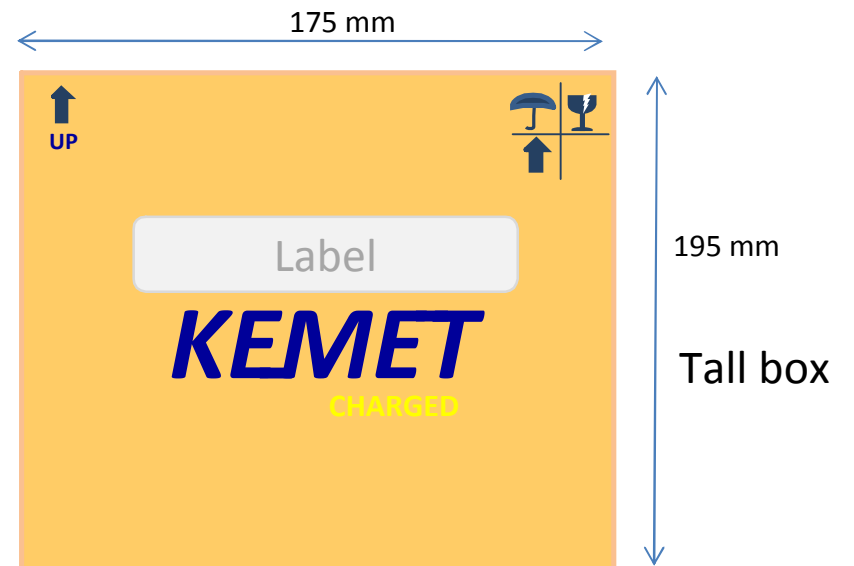 175 mm
UP
Label
195 mm
KEMET
Tall box
CHARGED